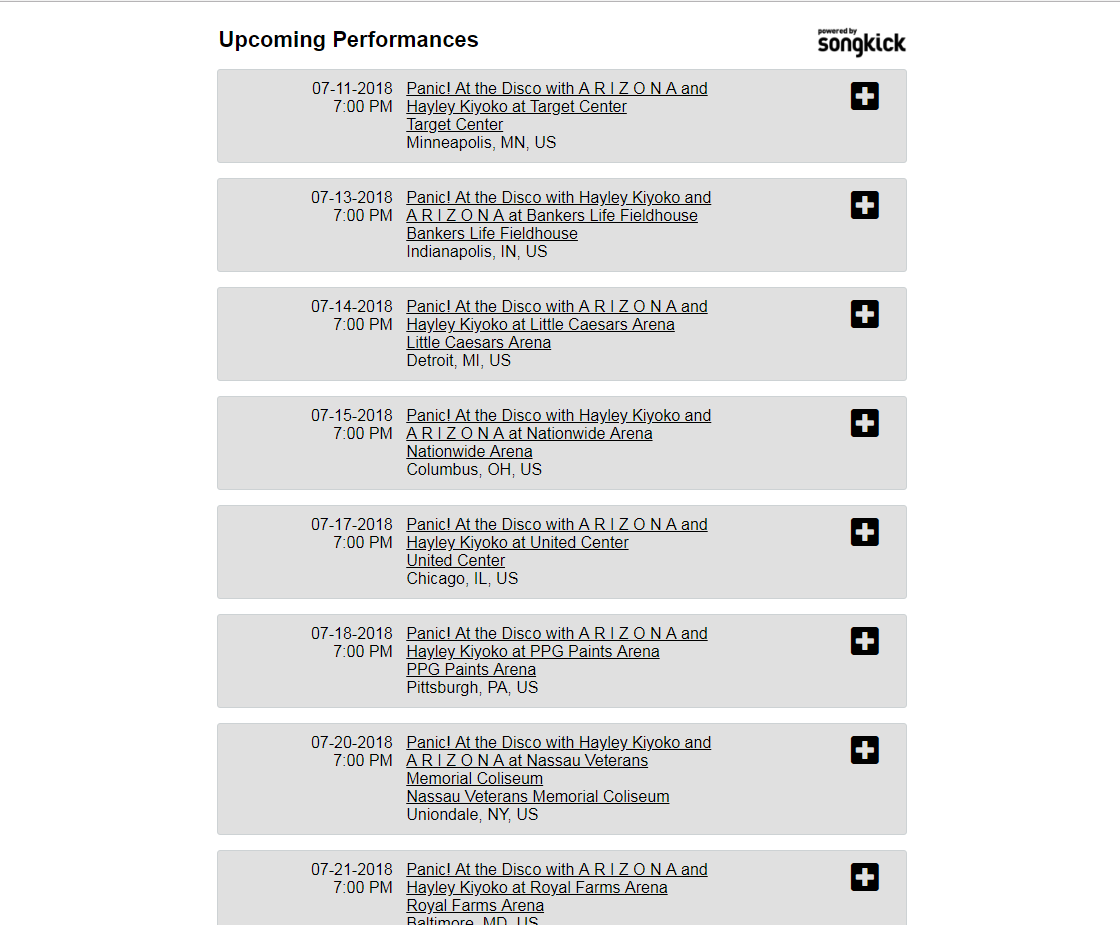 Upcoming Performances
powered by
songkick
07-11-2018
7:00 PM
Panic! At the Disco with A R I Z O N A and
Hayley Kiyoko at Target Center
Target Center
Minneapolis, MN, US
07-13-2018
7:00 PM
Panic! At the Disco with Hayley Kiyoko and
A R I Z O N A at Bankers Life Fieldhouse
Bankers Life Fieldhouse
Indianapolis, IN, US
07-14-2018
7:00 PM
Panic! At the Disco with A R I Z O N A and
Hayley Kiyoko at Little Caesars Arena
Little Caesars Arena
Detroit, MI, US
07-15-2018
7:00 PM
Panic! At the Disco with Hayley Kiyoko and
A R I Z O N A at Nationwide Arena
Nationwide Arena
Columbus, OH, US
07-17-2018
7:00 PM
Panic! At the Disco with A R I Z O N A and
Hayley Kiyoko at United Center
United Center
Chicago, IL, US
07-18-2018
7:00 PM
Panic! At the Disco with A R I Z O N A and
Hayley Kiyoko at PPG Paints Arena
PPG Paints Arena
Pittsburgh, PA, US
07-20-2018
7:00 PM
Panic! At the Disco with Hayley Kiyoko and
A R I Z O N A at Nassau Veterans
Memorial Coliseum
Nassau Veterans Memorial Coliseum
Uniondale, NY, US
07-21-2018
7:00 PM
Panic! At the Disco with A R I Z O N A and
Hayley Kiyoko at Royal Farms Arena
Royal Farms Arena
Baltimore, MD, US